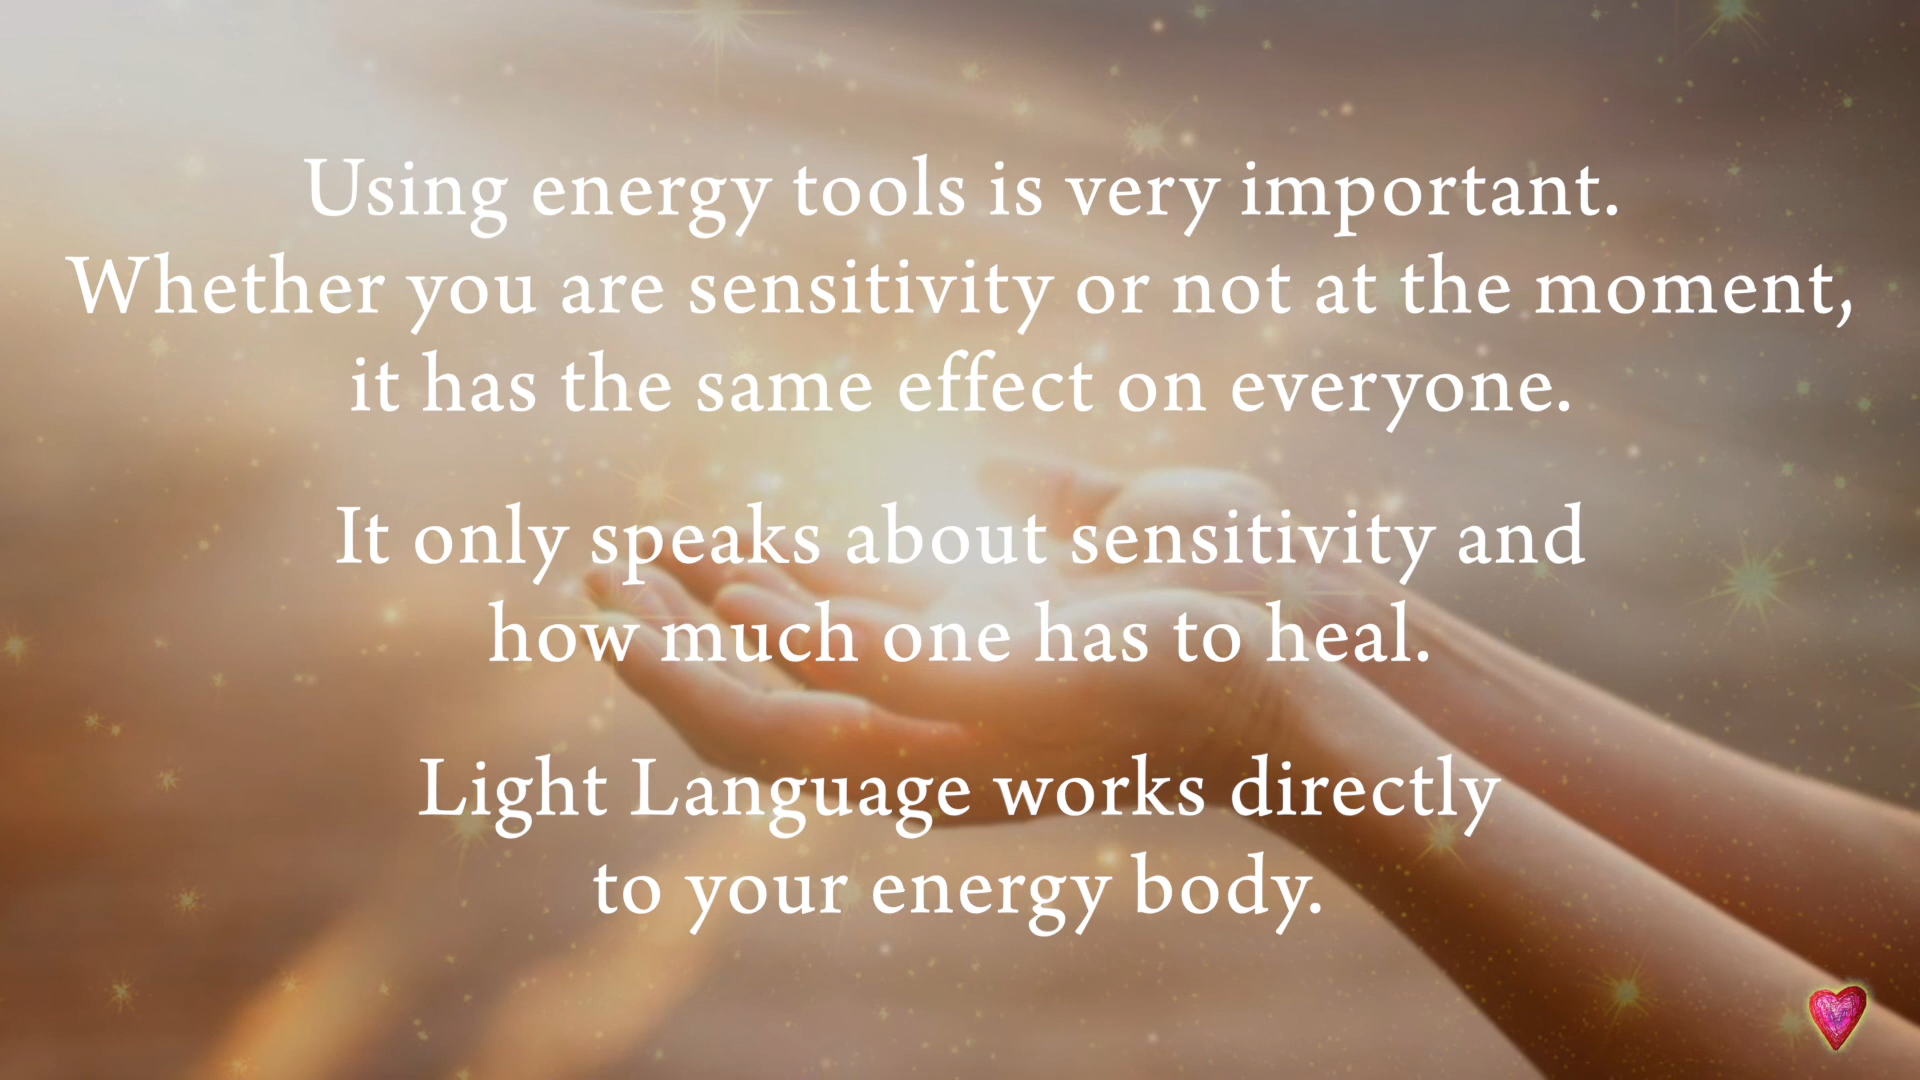 Using energy tools is very important.
Whether you are sensitivity or not at the moment,
it has the same effect on everyone.
It only speaks about sensitivity and
how much one has to heal.
Light Language works directly
to your energy body.